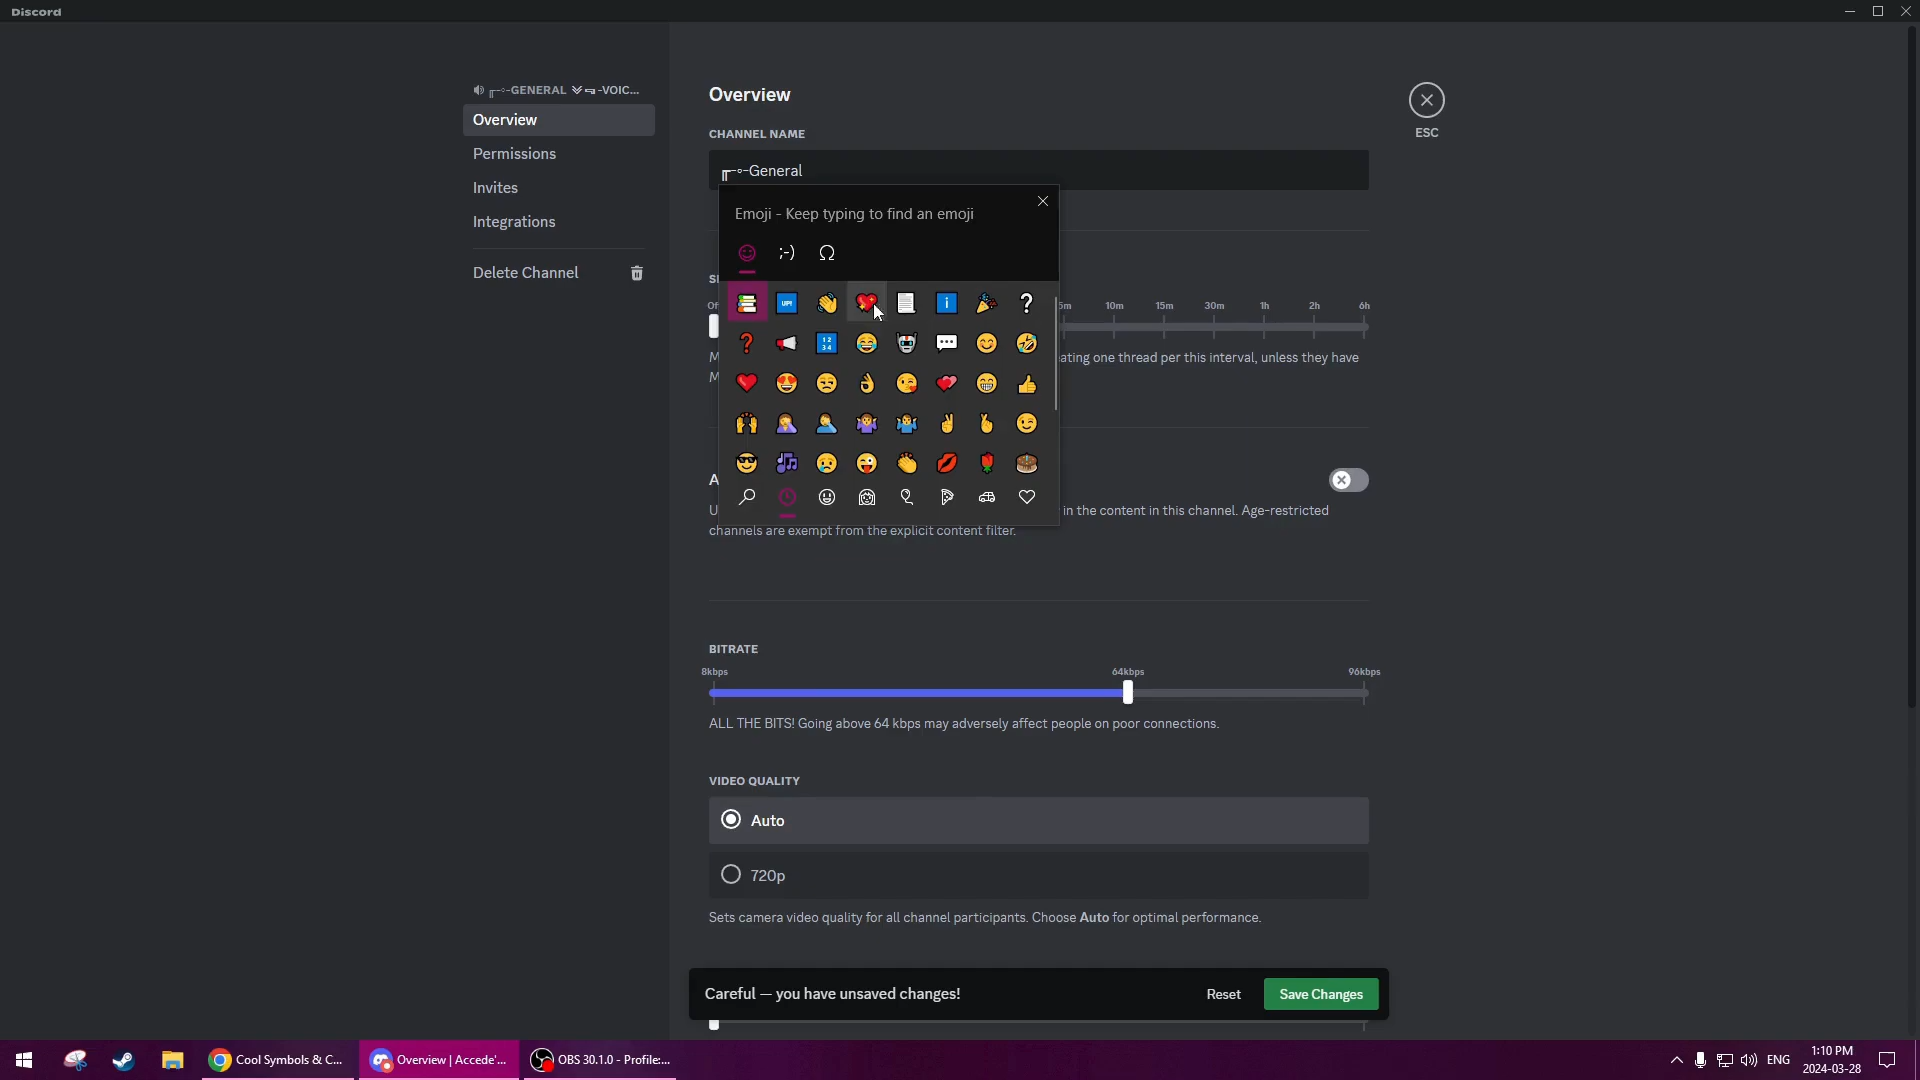 Discord
╓─◦-GENERAL ⪔ ¬ -VOIC...
Overview
Permissions
Invites
Integrations
Delete Channel
Overview
CHANNEL NAME
╓─◦-General
ESC
Emoji - Keep typing to find an emoji
;-)
Ω
5m 10m 15m 30m 1h 2h 6h
ating one thread per this interval, unless they have
in the content in this channel. Age-restricted
channels are exempt from the explicit content filter.
BITRATE
8kbps 64kbps 96kbps
ALL THE BITS! Going above 64 kbps may adversely affect people on poor connections.
VIDEO QUALITY
Auto
720p
Sets camera video quality for all channel participants. Choose Auto for optimal performance.
Careful — you have unsaved changes!
Reset
Save Changes
Cool Symbols & C...
Overview | Accede'...
OBS 30.1.0 - Profile:...
ENG
1:10 PM
2024-03-28